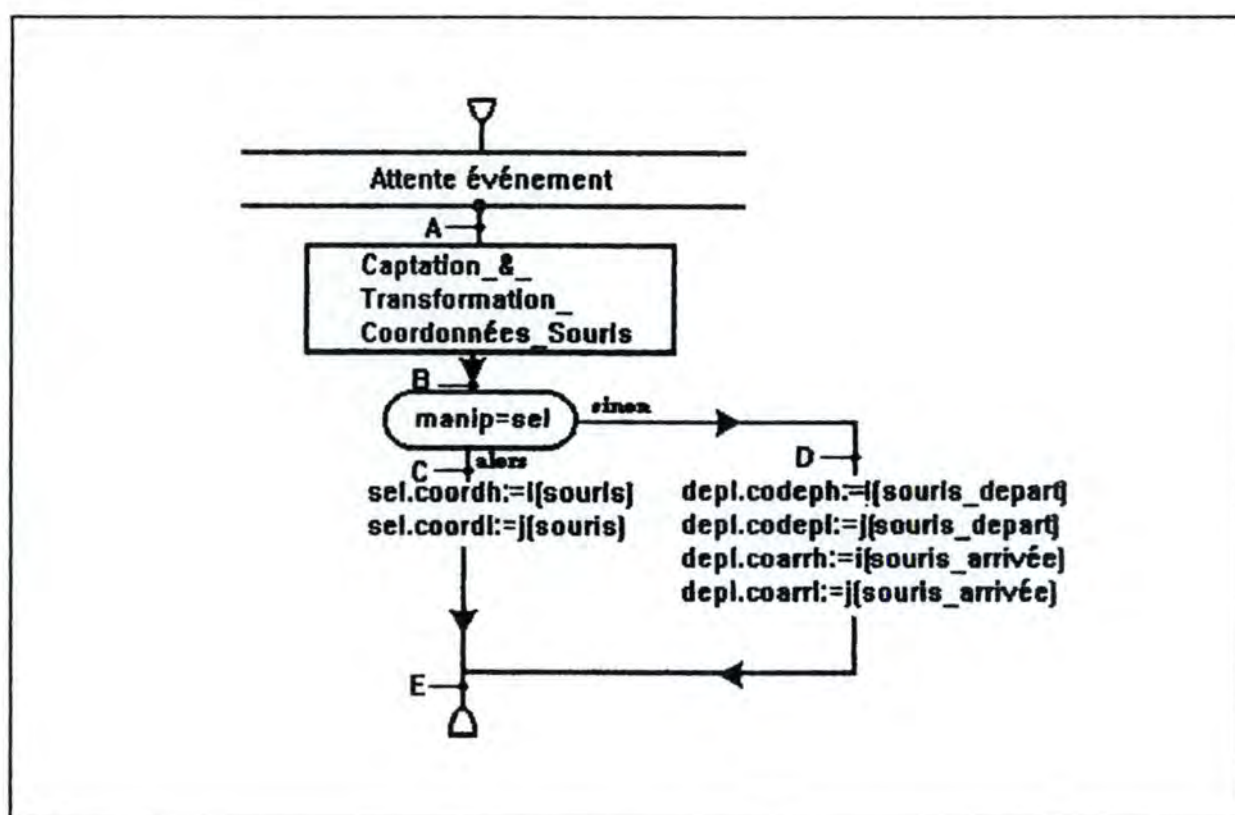 Attente événement
A
Captation_&_
Transformation_
Coordonnées_Souris
B
manip=sel
sinon
alors
C
D
sel.coordh:=i(souris)
sel.coordl:=j(souris)
depl.codeph:=i(souris_depart)
depl.codepl:=j(souris_depart)
depl.coarrh:=i(souris_arrivée)
depl.coarrl:=j(souris_arrivée)
E